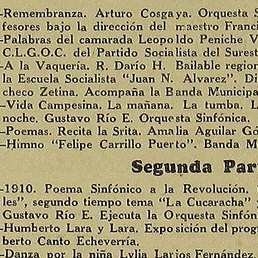 -Remembranza. Arturo Cosgaya. Orquesta S
fesores bajo la dirección del maestro Franci
-Palabras del camarada Leopoldo Peniche V
C.L.G.O.C. del Partido Socialista del Surest
-A la Vaquería. R. Darío H. Bailable region
la Escuela Socialista "Juan N. Alvarez". Di
checo Zetina. Acompaña la Banda Municipa
-Vida Campesina. La mañana. La tumba. L
noche. Gustavo Río E. Orquesta Sinfónica.
-Poemas. Recita la Srita. Amalia Aguilar Gó
-Himno "Felipe Carrillo Puerto". Banda M
Segunda Par
-1910. Poema Sinfónico a la Revolución.
les", segundo tiempo tema "La Cucaracha" y
Gustavo Río E. Ejecuta la Orquesta Sinfón
-Humberto Lara y Lara. Exposición del progr
berto Canto Echeverría.
-Danza por la niña Lylia Larios Fernández.